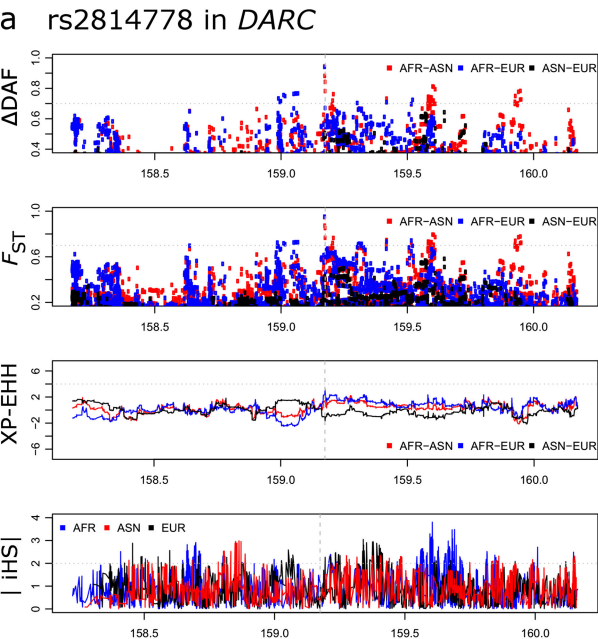 a rs2814778 in DARC
ΔDAF
1.0
0.8
0.6
0.4
AFR−ASN AFR−EUR ASN−EUR
158.5 159.0 159.5 160.0
FST
1.0
0.6
0.2
AFR−ASN AFR−EUR ASN−EUR
158.5 159.0 159.5 160.0
XP-EHH
6
2
−2
−6
AFR−ASN AFR−EUR ASN−EUR
158.5 159.0 159.5 160.0
| iHS|
4
3
2
1
0
AFR ASN EUR
158.5 159.0 159.5 160.0